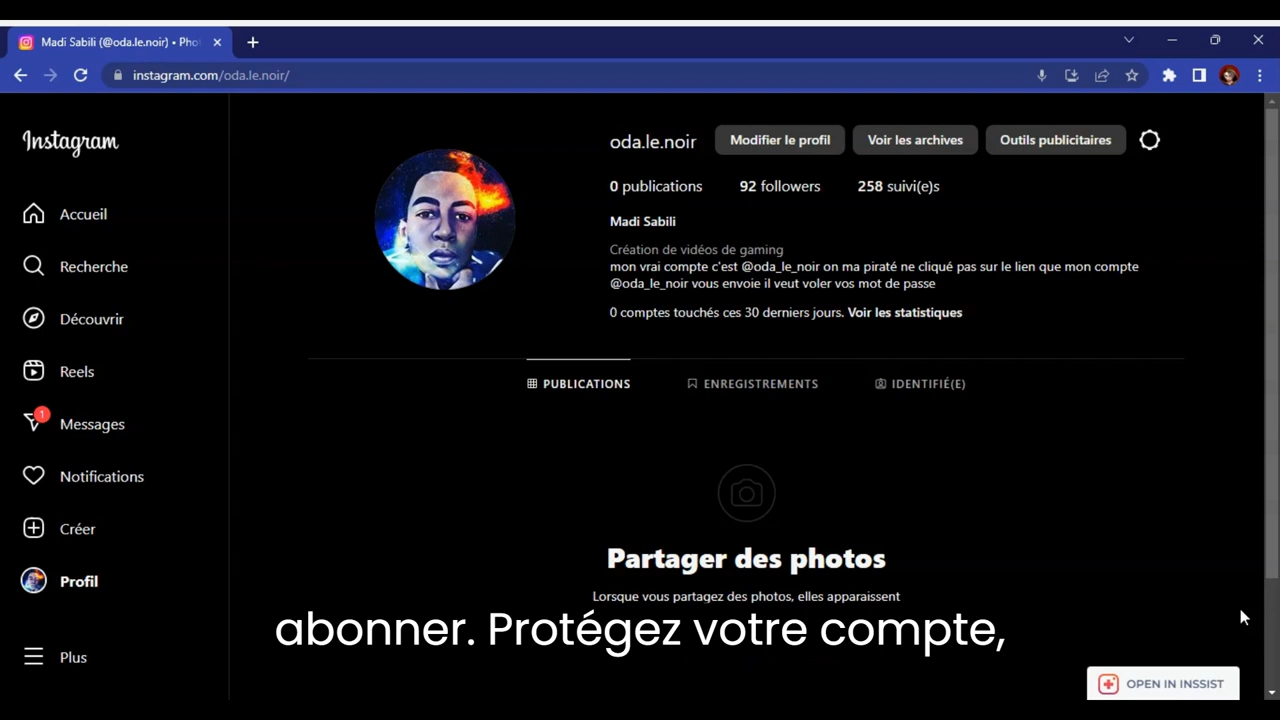 Madi Sabili (@oda.le.noir) • Phot
instagram.com/oda.le.noir/
Instagram
oda.le.noir
Modifier le profil
Voir les archives
Outils publicitaires
0 publications
92 followers
258 suivi(e)s
Madi Sabili
Création de vidéos de gaming
mon vrai compte c'est @oda_le_noir on ma piraté ne cliqué pas sur le lien que mon compte
@oda_le_noir vous envoie il veut voler vos mot de passe
0 comptes touchés ces 30 derniers jours. Voir les statistiques
Accueil
Recherche
Découvrir
Reels
1
Messages
Notifications
Créer
Profil
Plus
PUBLICATIONS
ENREGISTREMENTS
IDENTIFIÉ(E)
Partager des photos
Lorsque vous partagez des photos, elles apparaissent
abonner. Protégez votre compte,
OPEN IN INSSIST